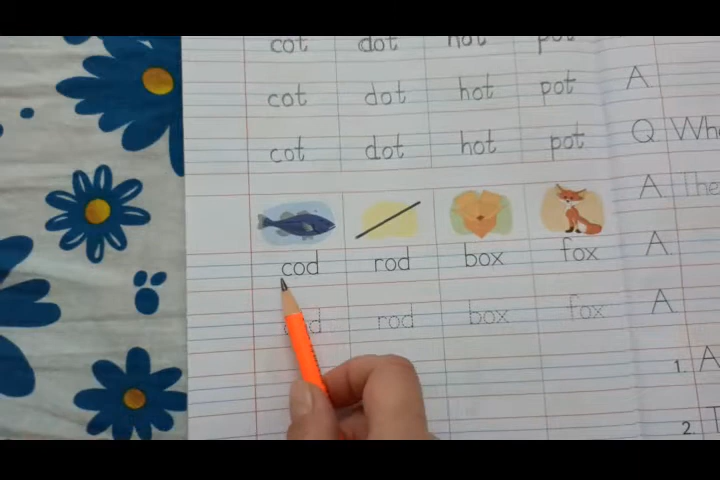 cot dot hot pot
cot dot hot pot A
cot dot hot pot Q
A The
cod rod box fox A
rod box fox A
1. A
2. T